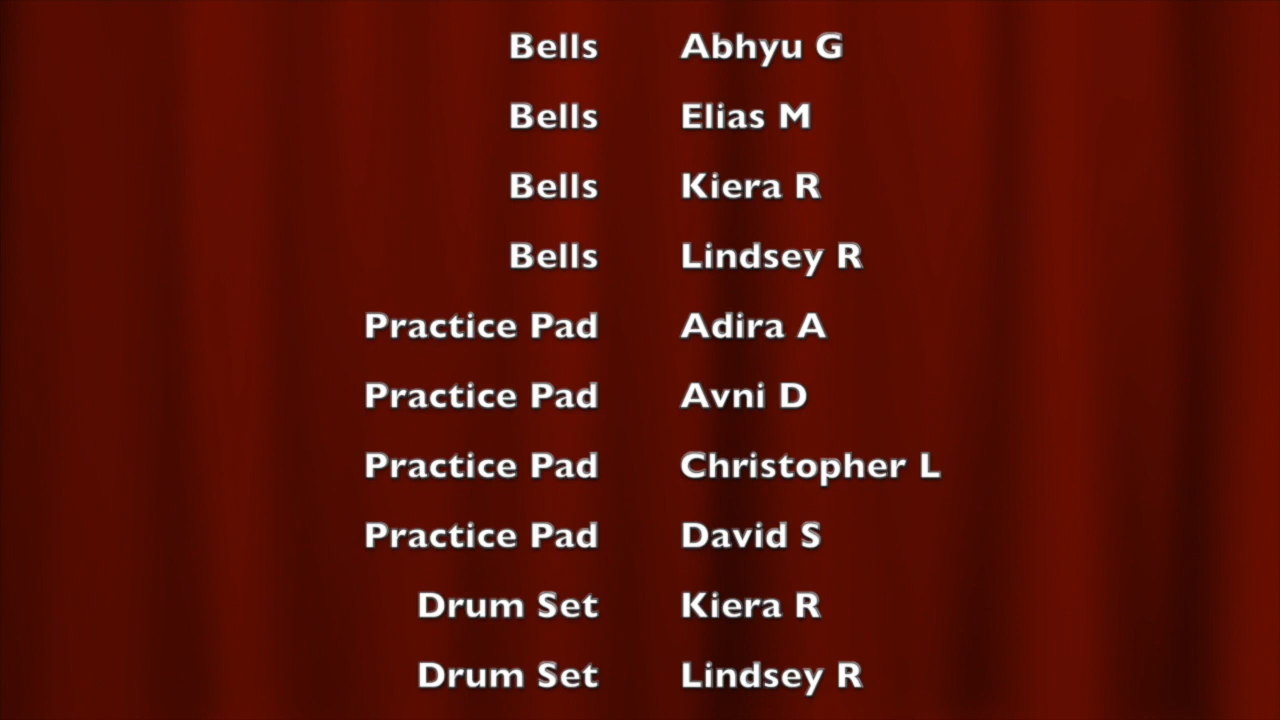 Bells Abhyu G
Bells Elias M
Bells Kiera R
Bells Lindsey R
Practice Pad Adira A
Practice Pad Avni D
Practice Pad Christopher L
Practice Pad David S
Drum Set Kiera R
Drum Set Lindsey R